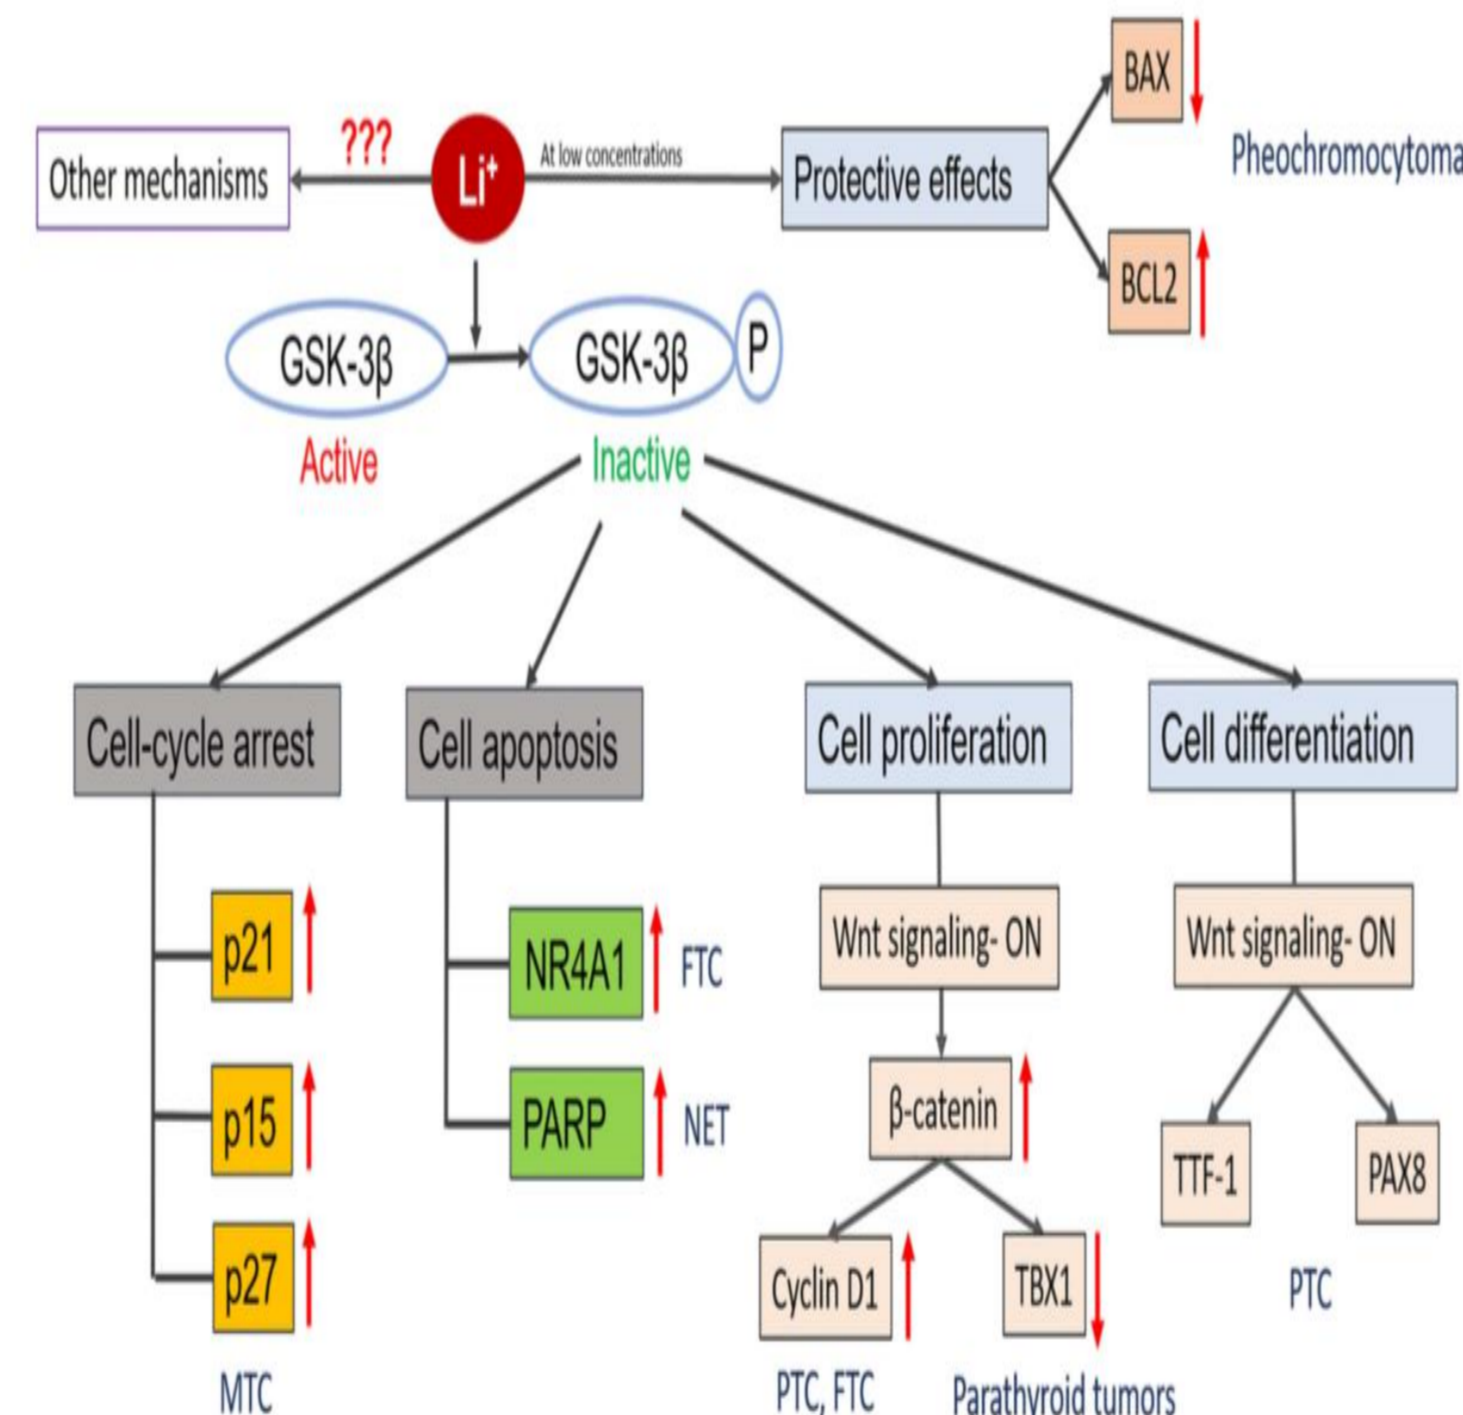 BAX
Pheochromocytoma
Other mechanisms
???
Li⁺
At low concentrations
Protective effects
BCL2
GSK-3β
GSK-3β
P
Active
Inactive
Cell-cycle arrest
Cell apoptosis
Cell proliferation
Cell differentiation
p21
p15
p27
MTC
NR4A1
FTC
PARP
NET
Wnt signaling- ON
β-catenin
Cyclin D1
TBX1
PTC, FTC
Parathyroid tumors
Wnt signaling- ON
TTF-1
PAX8
PTC